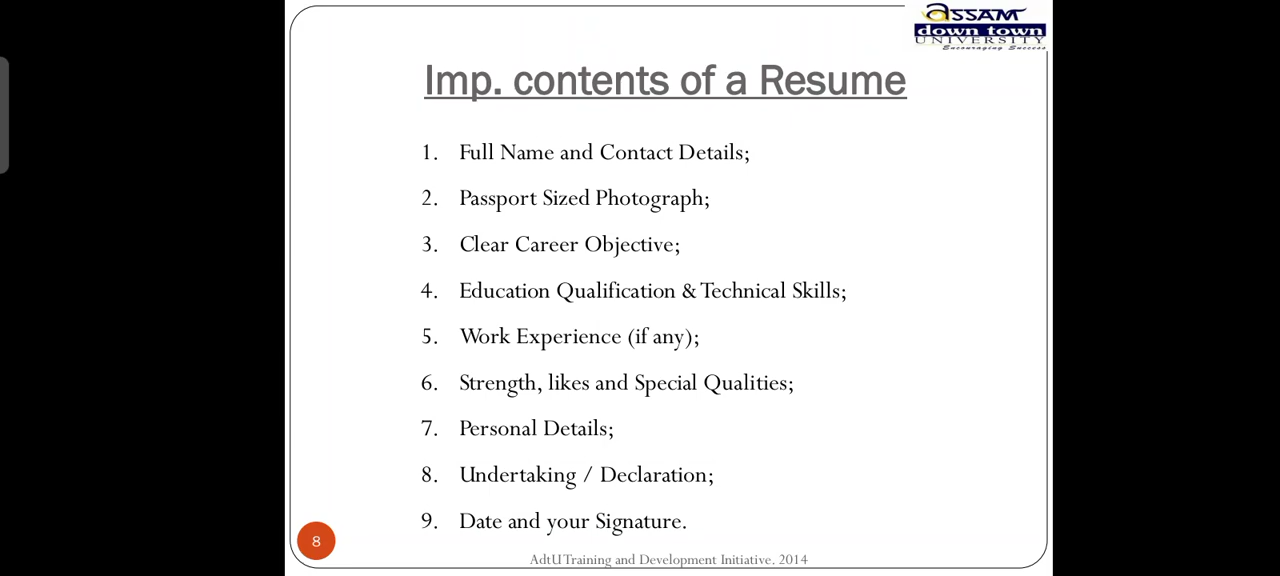 ASSAM
down town
UNIVERSITY
Encouraging Success
Imp. contents of a Resume
1. Full Name and Contact Details;
2. Passport Sized Photograph;
3. Clear Career Objective;
4. Education Qualification & Technical Skills;
5. Work Experience (if any);
6. Strength, likes and Special Qualities;
7. Personal Details;
8. Undertaking / Declaration;
9. Date and your Signature.
8
AdtU Training and Development Initiative. 2014